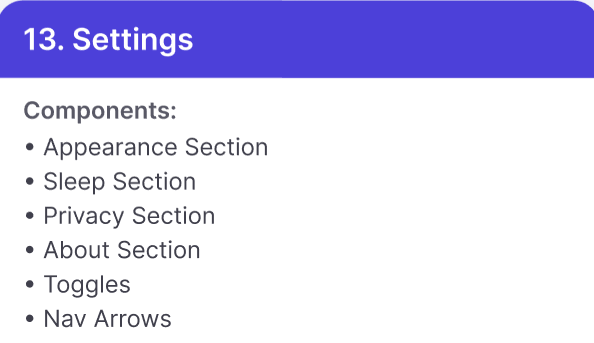 13. Settings
Components:
• Appearance Section
• Sleep Section
• Privacy Section
• About Section
• Toggles
• Nav Arrows